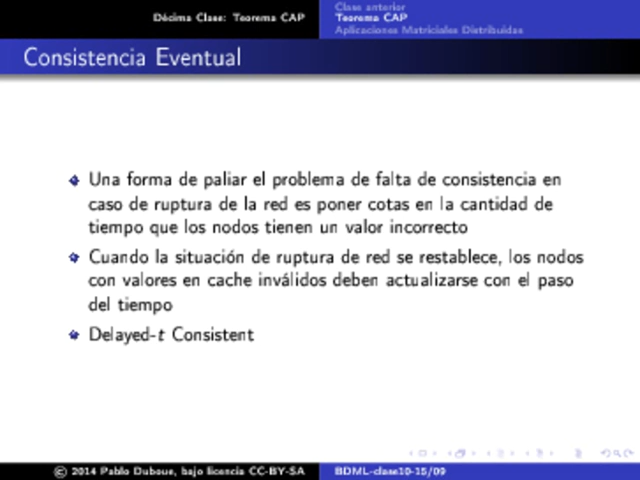 Décima Clase: Teorema CAP
Clase anterior
Teorema CAP
Aplicaciones Matriciales Distribuidas
Consistencia Eventual
Una forma de paliar el problema de falta de consistencia en
caso de ruptura de la red es poner cotas en la cantidad de
tiempo que los nodos tienen un valor incorrecto
Cuando la situación de ruptura de red se restablece, los nodos
con valores en cache inválidos deben actualizarse con el paso
del tiempo
Delayed-t Consistent
© 2014 Pablo Duboue, bajo licencia CC-BY-SA
BDML-clase10-15/09